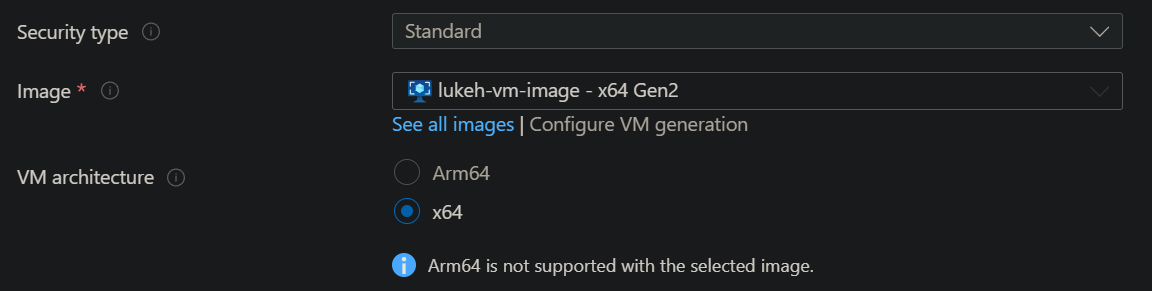 Security type
Standard
Image *
lukeh-vm-image - x64 Gen2
See all images | Configure VM generation
VM architecture
Arm64
x64
Arm64 is not supported with the selected image.